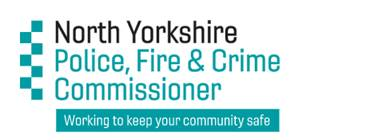 North Yorkshire
Police, Fire & Crime
Commissioner
Working to keep your community safe